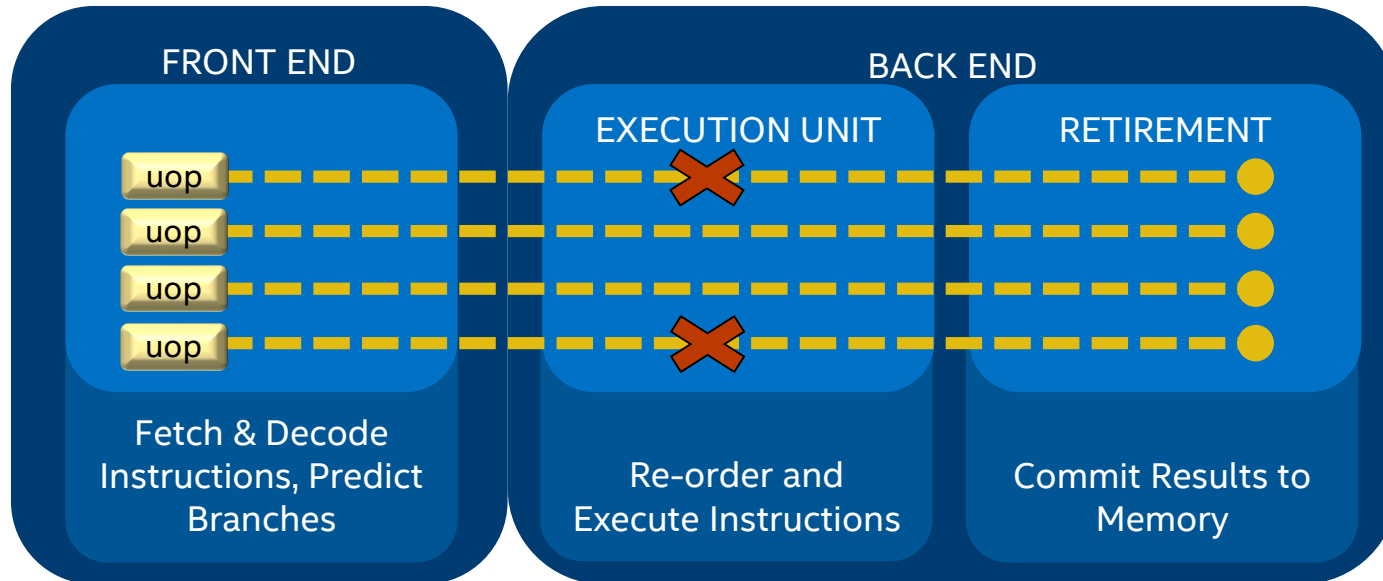 FRONT END
BACK END
EXECUTION UNIT
RETIREMENT
uop
uop
uop
uop
Fetch & Decode
Instructions, Predict
Branches
Re-order and
Execute Instructions
Commit Results to
Memory